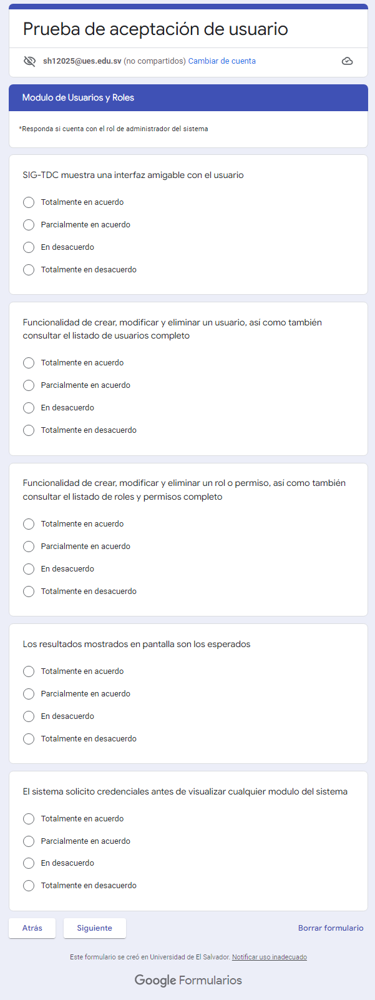 Prueba de aceptación de usuario
sh12025@ues.edu.sv (no compartidos) Cambiar de cuenta
Modulo de Usuarios y Roles
*Responda si cuenta con el rol de administrador del sistema
SIG-TDC muestra una interfaz amigable con el usuario
Totalmente en acuerdo
Parcialmente en acuerdo
En desacuerdo
Totalmente en desacuerdo
Funcionalidad de crear, modificar y eliminar un usuario, así como también
consultar el listado de usuarios completo
Totalmente en acuerdo
Parcialmente en acuerdo
En desacuerdo
Totalmente en desacuerdo
Funcionalidad de crear, modificar y eliminar un rol o permiso, así como también
consultar el listado de roles y permisos completo
Totalmente en acuerdo
Parcialmente en acuerdo
En desacuerdo
Totalmente en desacuerdo
Los resultados mostrados en pantalla son los esperados
Totalmente en acuerdo
Parcialmente en acuerdo
En desacuerdo
Totalmente en desacuerdo
El sistema solicito credenciales antes de visualizar cualquier modulo del sistema
Totalmente en acuerdo
Parcialmente en acuerdo
En desacuerdo
Totalmente en desacuerdo
Atrás Siguiente Borrar formulario
Este formulario se creó en Universidad de El Salvador. Notificar uso inadecuado
Google Formularios